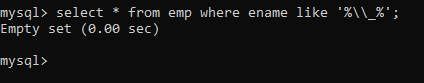 mysql> select * from emp where ename like '%\\_%';
Empty set (0.00 sec)
mysql>